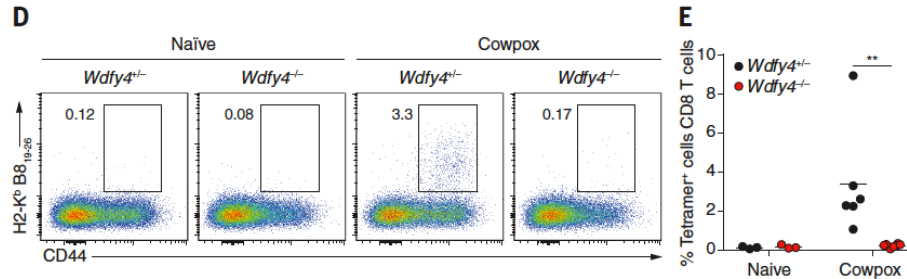 D
Naïve
Cowpox
Wdfy4+/–
Wdfy4–/–
Wdfy4+/–
Wdfy4–/–
0.12
0.08
3.3
0.17
H2-Kb B819-26
CD44
E
% Tetramer+ cells CD8 T cells
10
8
6
4
2
0
Wdfy4+/–
Wdfy4–/–
**
Naive
Cowpox